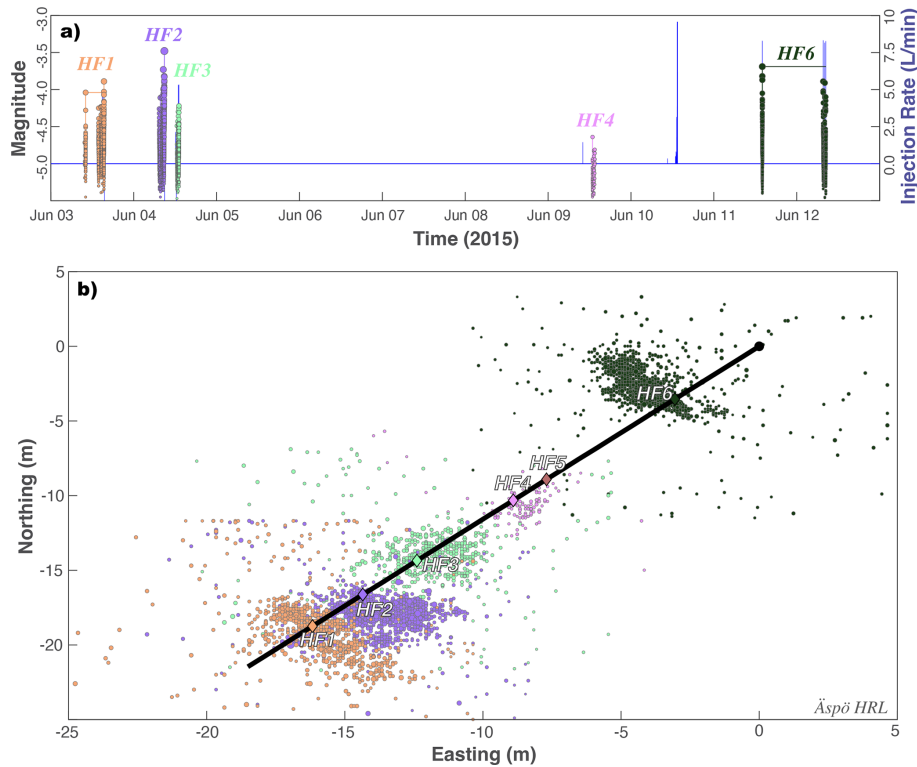 a)
HF1
HF2
HF3
HF4
HF6
-3.0
-3.5
-4.0
-4.5
-5.0
Magnitude
10
7.5
5.0
2.5
0.0
Injection Rate (L/min)
Jun 03 Jun 04 Jun 05 Jun 06 Jun 07 Jun 08 Jun 09 Jun 10 Jun 11 Jun 12
Time (2015)
b)
5
0
-5
-10
-15
-20
Northing (m)
HF6
HF5
HF4
HF3
HF2
HF1
Äspö HRL
-25 -20 -15 -10 -5 0 5
Easting (m)